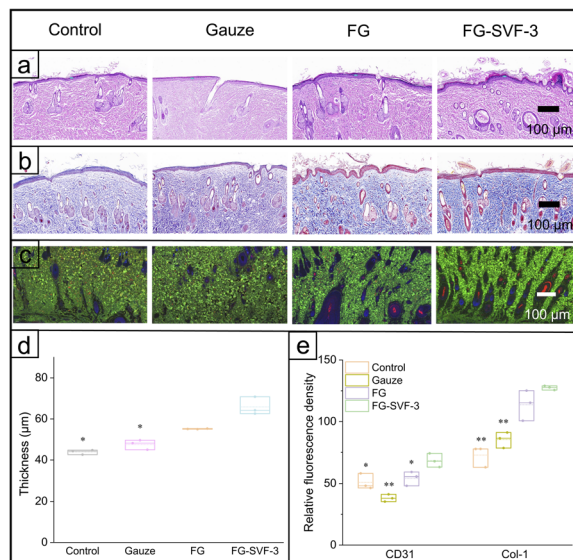 Control Gauze FG FG-SVF-3
a
100 µm
b
100 µm
c
100 µm
d
80
60
40
20
0
Thickness (µm)
*
*
Control Gauze FG FG-SVF-3
e
150
100
50
0
Relative fluorescence density
Control
Gauze
FG
FG-SVF-3
*
**
*
**
**
CD31 Col-1